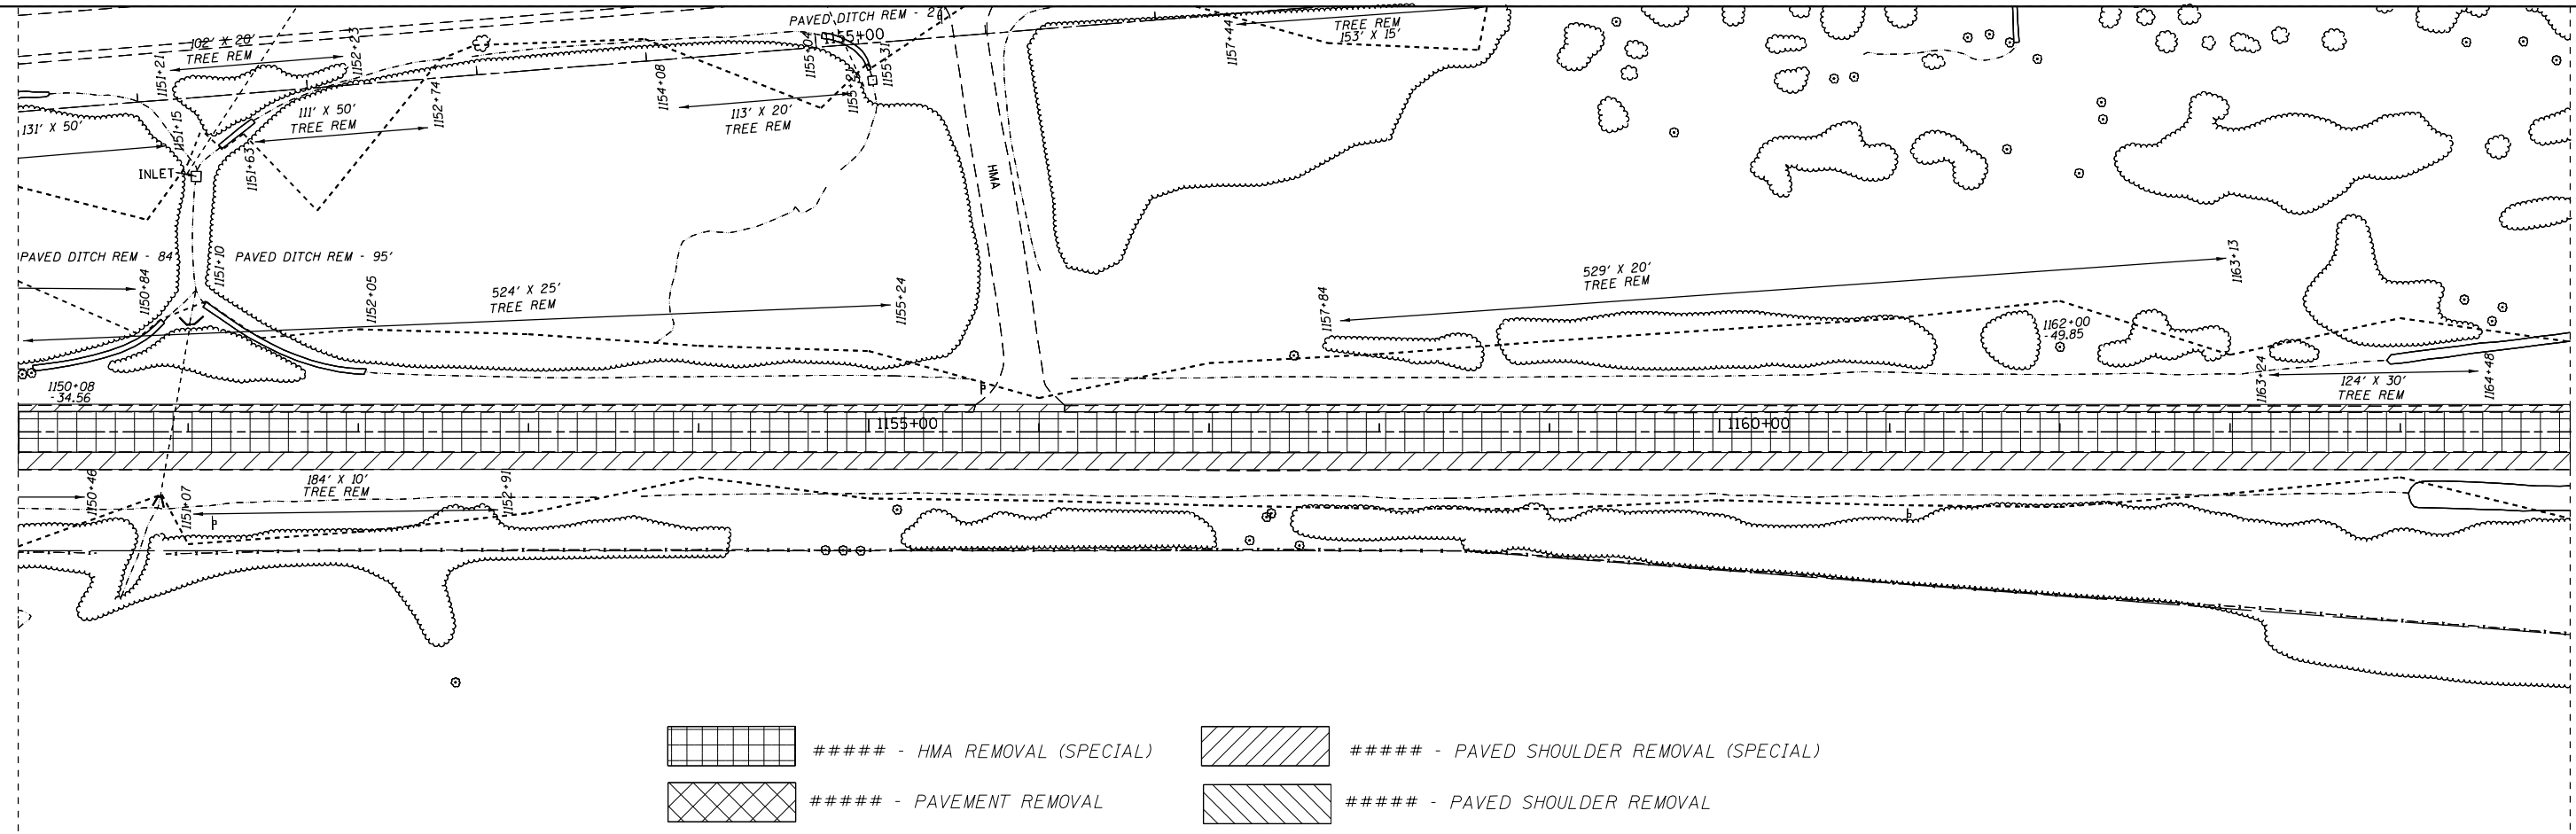 PAVED DITCH REM - 2
102' X 20'
TREE REM
1151+21
1152+23
1155+04
1155+00
1155+37
1155+21
1157+44
TREE REM
153' X 15'
131' X 50'
1151+15
111' X 50'
TREE REM
1152+74
1154+08
113' X 20'
TREE REM
INLET
1151+63
HMA
PAVED DITCH REM - 84'
1151+10
PAVED DITCH REM - 95'
1150+84
1152+05
524' X 25'
TREE REM
1155+24
1157+84
529' X 20'
TREE REM
1163+13
1162+00
-49.85
1150+08
-34.56
1163+24
124' X 30'
TREE REM
1164+48
1155+00
1160+00
1150+46
1151+07
184' X 10'
TREE REM
1152+91
##### - HMA REMOVAL (SPECIAL)
##### - PAVED SHOULDER REMOVAL (SPECIAL)
##### - PAVEMENT REMOVAL
##### - PAVED SHOULDER REMOVAL